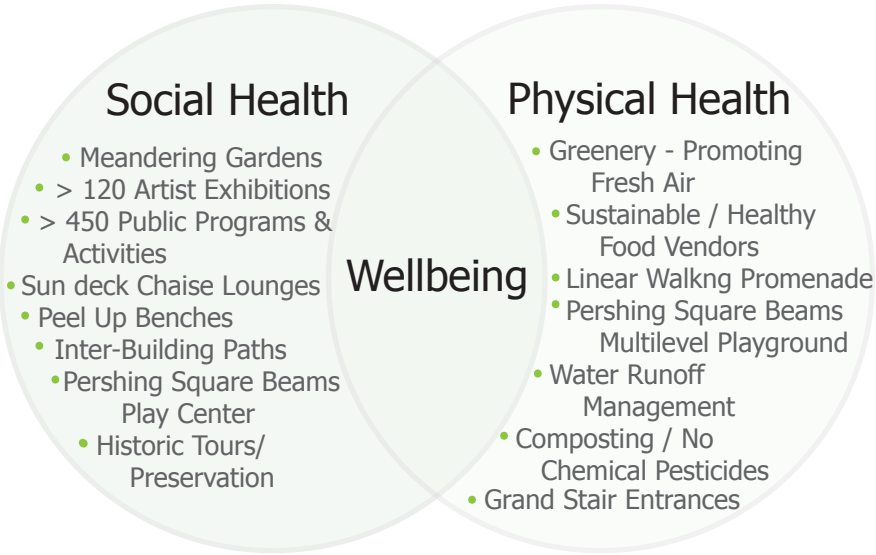 Social Health
• Meandering Gardens
• > 120 Artist Exhibitions
• > 450 Public Programs &
Activities
• Sun deck Chaise Lounges
• Peel Up Benches
• Inter-Building Paths
• Pershing Square Beams
Play Center
• Historic Tours/
Preservation
Wellbeing
Physical Health
• Greenery - Promoting
Fresh Air
• Sustainable / Healthy
Food Vendors
• Linear Walkng Promenade
• Pershing Square Beams
Multilevel Playground
• Water Runoff
Management
• Composting / No
Chemical Pesticides
• Grand Stair Entrances